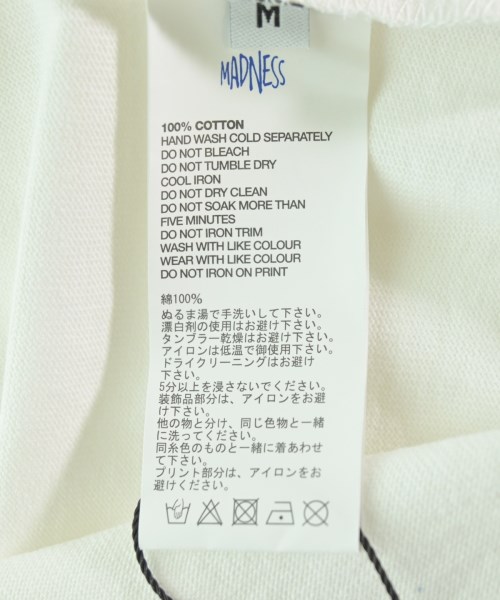 M
MADNESS
100% COTTON
HAND WASH COLD SEPARATELY
DO NOT BLEACH
DO NOT TUMBLE DRY
COOL IRON
DO NOT DRY CLEAN
DO NOT SOAK MORE THAN
FIVE MINUTES
DO NOT IRON TRIM
WASH WITH LIKE COLOUR
WEAR WITH LIKE COLOUR
DO NOT IRON ON PRINT
綿100%
ぬるま湯で手洗いして下さい。
漂白剤の使用はお避け下さい。
タンブラー乾燥はお避け下さい。
アイロンは低温で御使用下さい。
ドライクリーニングはお避け
下さい。
5分以上を浸さないでください。
装飾品部分は、アイロンをお避
け下さい。
他の物と分け、同じ色物と一緒
に洗ってください。
同糸色のものと一緒に着あわせ
て下さい。
プリント部分は、アイロンをお
避けください。